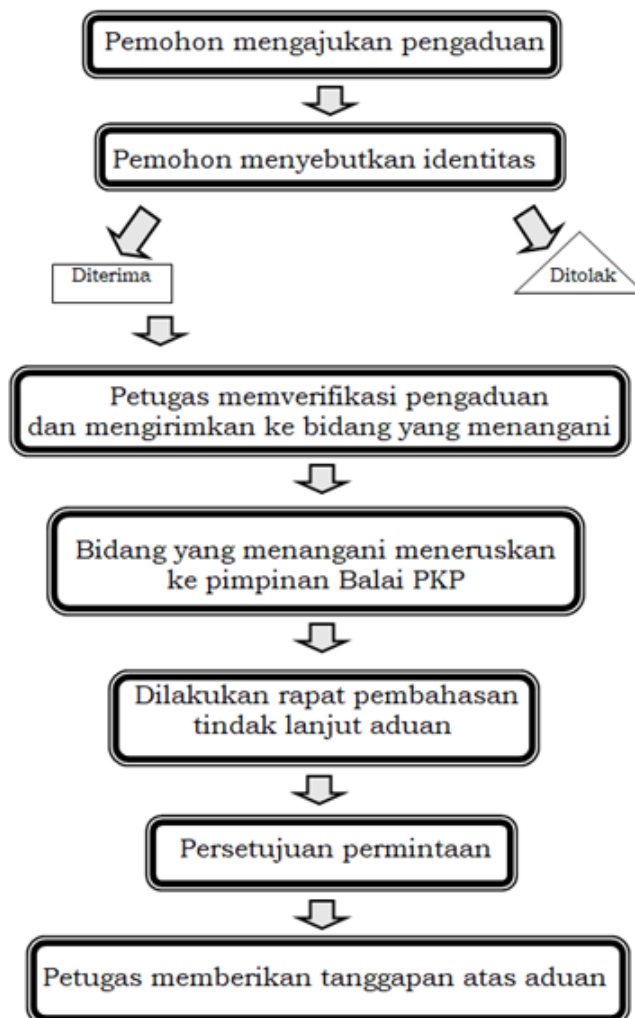 Pemohon mengajukan pengaduan
Pemohon menyebutkan identitas
Diterima
Ditolak
Petugas memverifikasi pengaduan
dan mengirimkan ke bidang yang menangani
Bidang yang menangani meneruskan
ke pimpinan Balai PKP
Dilakukan rapat pembahasan
tindak lanjut aduan
Persetujuan permintaan
Petugas memberikan tanggapan atas aduan